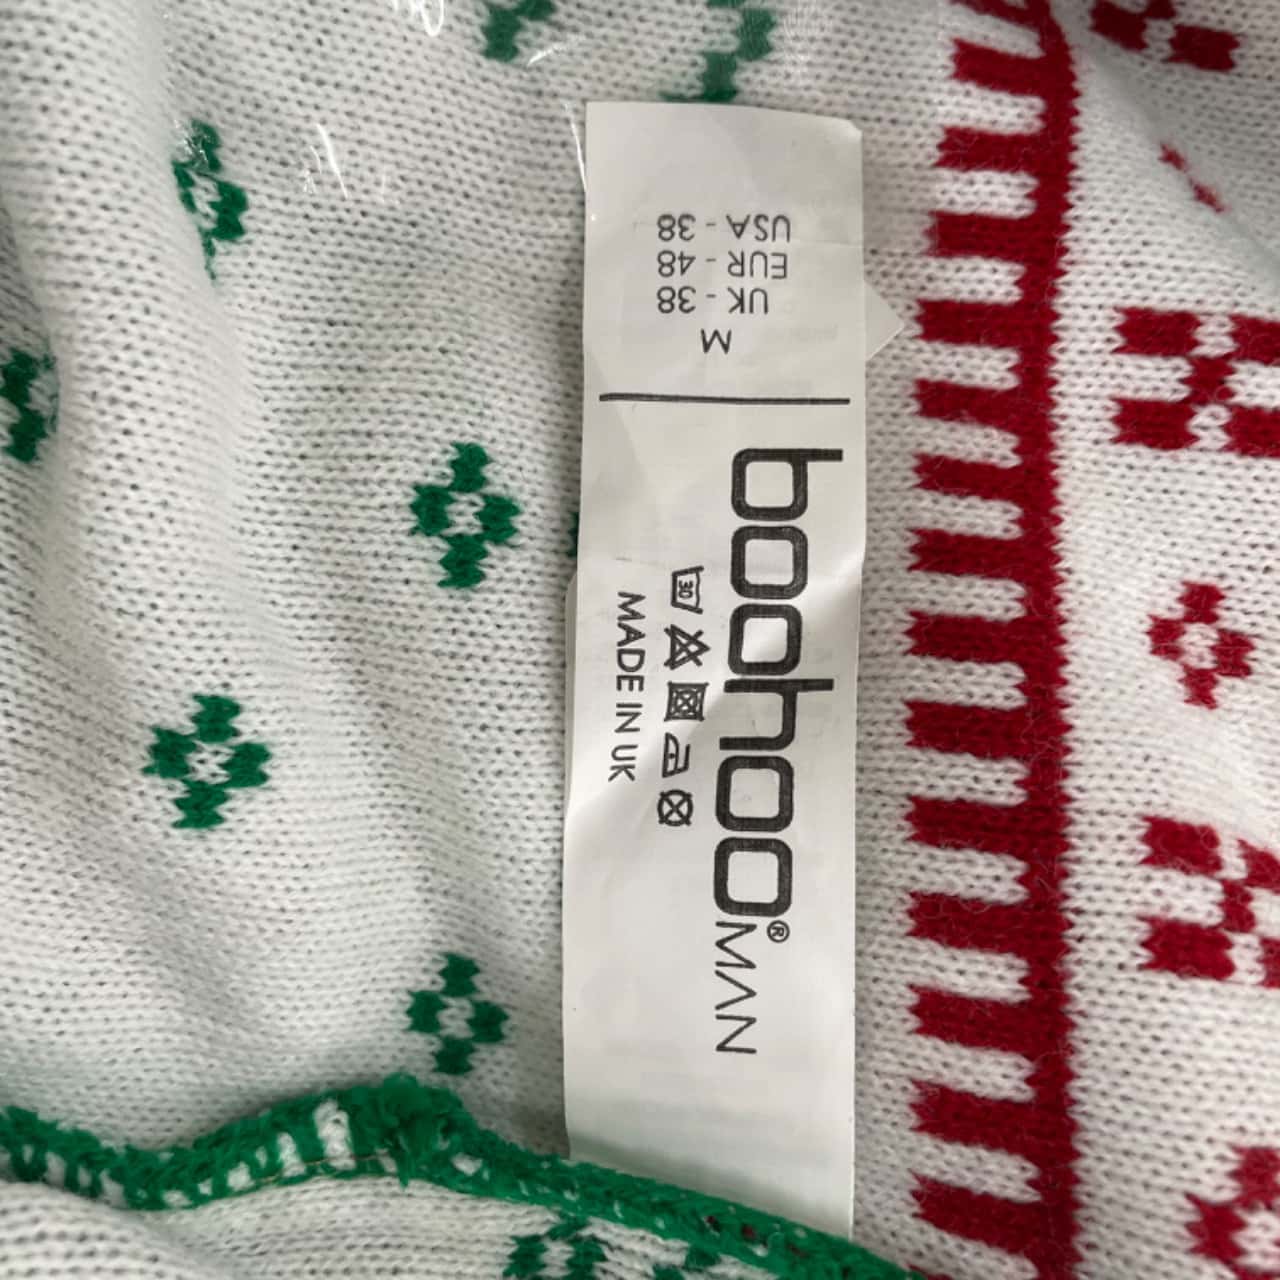 boohooMAN®
30
MADE IN UK
M
UK - 38
EUR - 48
USA - 38